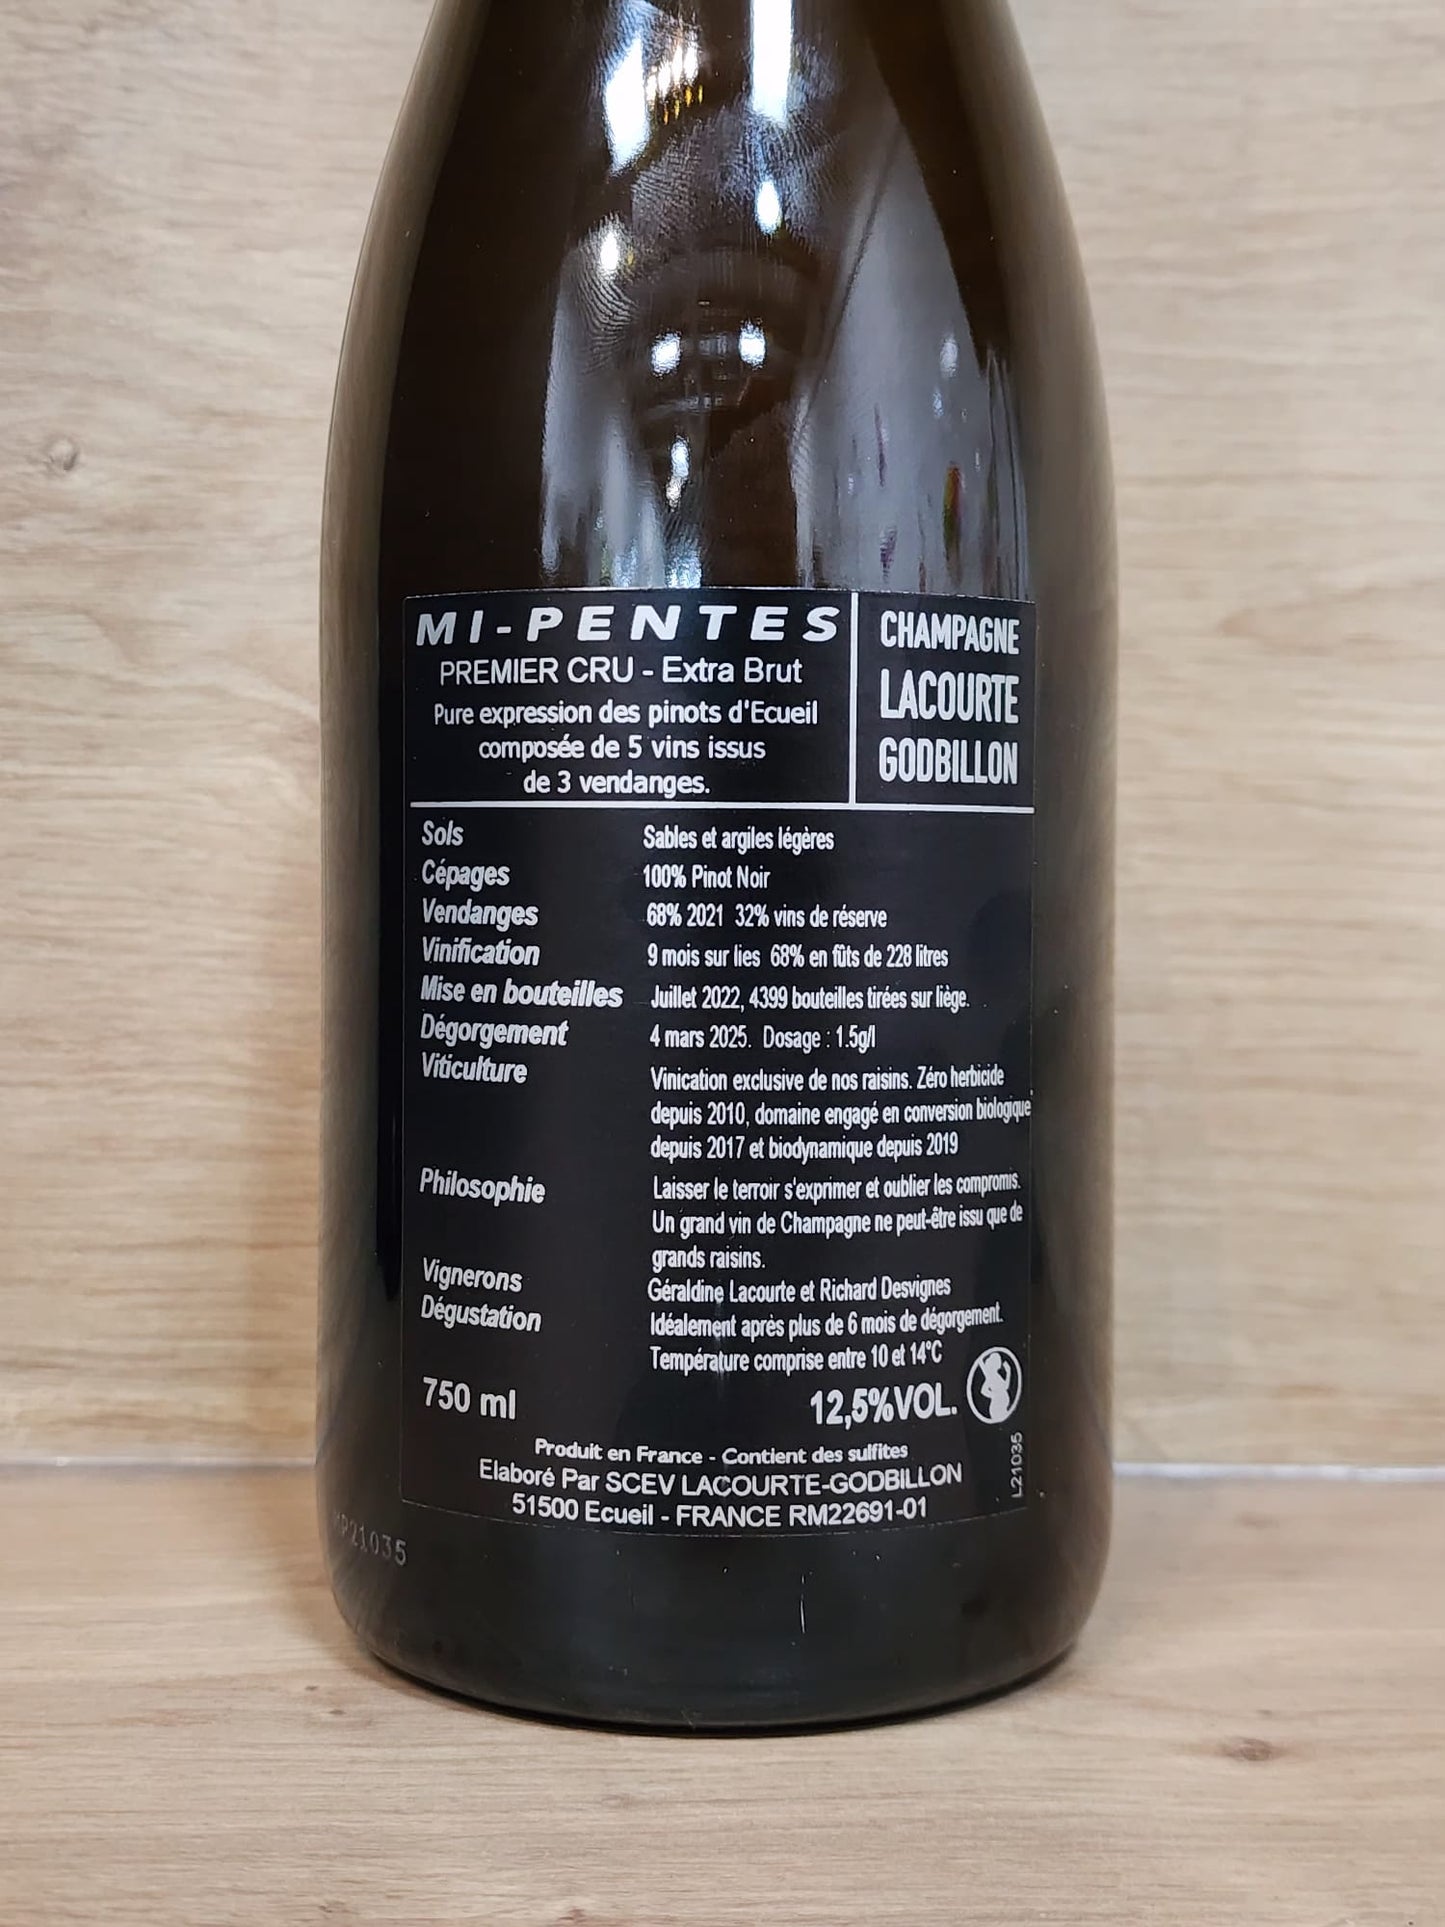 MI-PENTES
PREMIER CRU - Extra Brut
Pure expression des pinots d'Ecueil
composée de 5 vins issus
de 3 vendanges.
CHAMPAGNE
LACOURTE
GODBILLON
Sols Sables et argiles légères
Cépages 100% Pinot Noir
Vendanges 68% 2021 32% vins de réserve
Vinification 9 mois sur lies 68% en fûts de 228 litres
Mise en bouteilles Juillet 2022, 4399 bouteilles tirées sur liège.
Dégorgement 4 mars 2025. Dosage : 1.5g/l
Viticulture Vinication exclusive de nos raisins. Zéro herbicide
depuis 2010, domaine engagé en conversion biologique
depuis 2017 et biodynamique depuis 2019
Philosophie Laisser le terroir s'exprimer et oublier les compromis.
Un grand vin de Champagne ne peut-être issu que de
grands raisins.
Vignerons Géraldine Lacourte et Richard Desvignes
Dégustation Idéalement après plus de 6 mois de dégorgement.
Température comprise entre 10 et 14°C
750 ml 12,5%VOL.
Produit en France - Contient des sulfites
Elaboré Par SCEV LACOURTE-GODBILLON
51500 Ecueil - FRANCE RM22691-01
L21035
21035